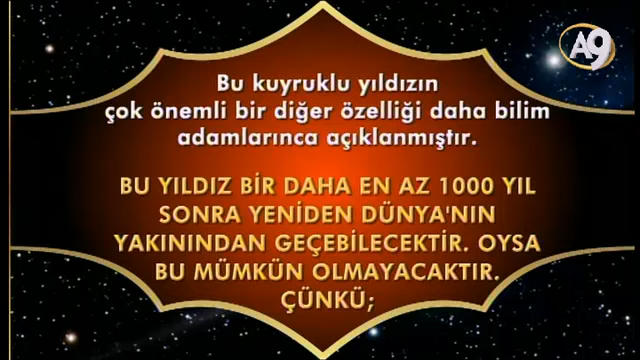 A9
Bu kuyruklu yıldızın
çok önemli bir diğer özelliği daha bilim
adamlarınca açıklanmıştır.
BU YILDIZ BİR DAHA EN AZ 1000 YIL
SONRA YENİDEN DÜNYA'NIN
YAKININDAN GEÇEBİLECEKTİR. OYSA
BU MÜMKÜN OLMAYACAKTIR.
ÇÜNKÜ;